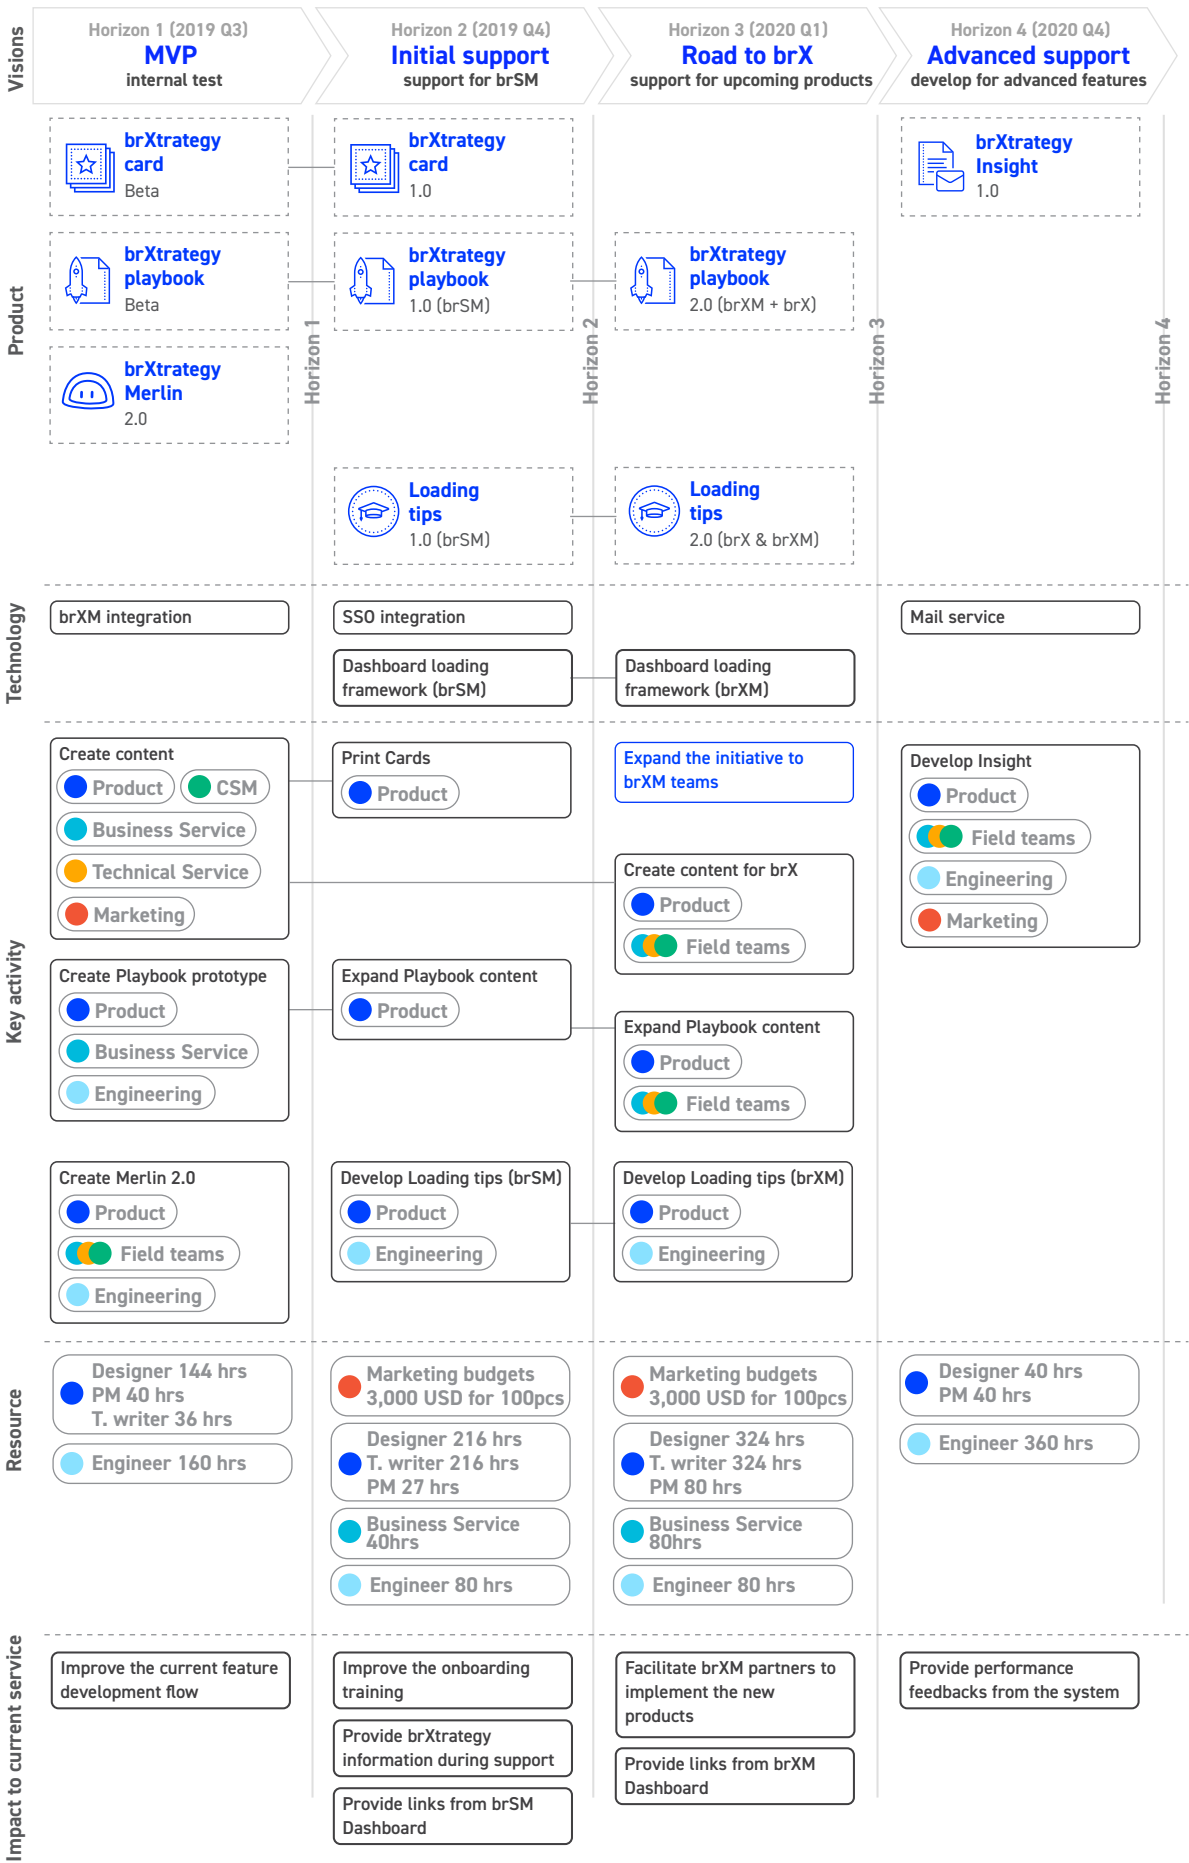 Visions
Horizon 1 (2019 Q3)
MVP
internal test
Horizon 2 (2019 Q4)
Initial support
support for brSM
Horizon 3 (2020 Q1)
Road to brX
support for upcoming products
Horizon 4 (2020 Q4)
Advanced support
develop for advanced features
Product
brXtrategy
card
Beta
brXtrategy
card
1.0
brXtrategy
Insight
1.0
brXtrategy
playbook
Beta
brXtrategy
playbook
1.0 (brSM)
brXtrategy
playbook
2.0 (brXM + brX)
brXtrategy
Merlin
2.0
Horizon 1
Horizon 2
Horizon 3
Horizon 4
Loading
tips
1.0 (brSM)
Loading
tips
2.0 (brX & brXM)
Technology
brXM integration
SSO integration
Mail service
Dashboard loading
framework (brSM)
Dashboard loading
framework (brXM)
Key activity
Create content
Product
CSM
Business Service
Technical Service
Marketing
Print Cards
Product
Expand the initiative to
brXM teams
Develop Insight
Product
Field teams
Engineering
Marketing
Create content for brX
Product
Field teams
Create Playbook prototype
Product
Business Service
Engineering
Expand Playbook content
Product
Expand Playbook content
Product
Field teams
Create Merlin 2.0
Product
Field teams
Engineering
Develop Loading tips (brSM)
Product
Engineering
Develop Loading tips (brXM)
Product
Engineering
Resource
Designer 144 hrs
PM 40 hrs
T. writer 36 hrs
Engineer 160 hrs
Marketing budgets
3,000 USD for 100pcs
Designer 216 hrs
T. writer 216 hrs
PM 27 hrs
Business Service
40hrs
Engineer 80 hrs
Marketing budgets
3,000 USD for 100pcs
Designer 324 hrs
T. writer 324 hrs
PM 80 hrs
Business Service
80hrs
Engineer 80 hrs
Designer 40 hrs
PM 40 hrs
Engineer 360 hrs
Impact to current service
Improve the current feature
development flow
Improve the onboarding
training
Provide brXtrategy
information during support
Provide links from brSM
Dashboard
Facilitate brXM partners to
implement the new
products
Provide links from brXM
Dashboard
Provide performance
feedbacks from the system